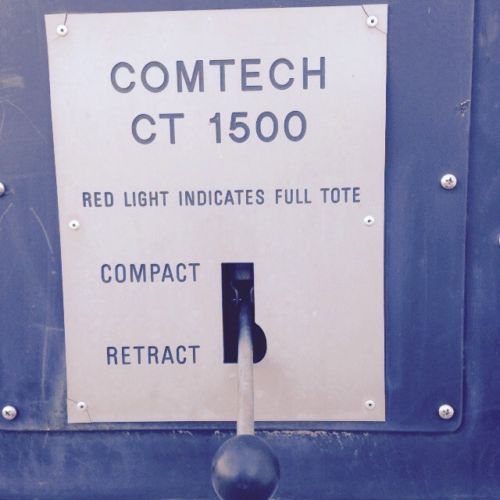 COMTECH
CT 1500
RED LIGHT INDICATES FULL TOTE
COMPACT
RETRACT